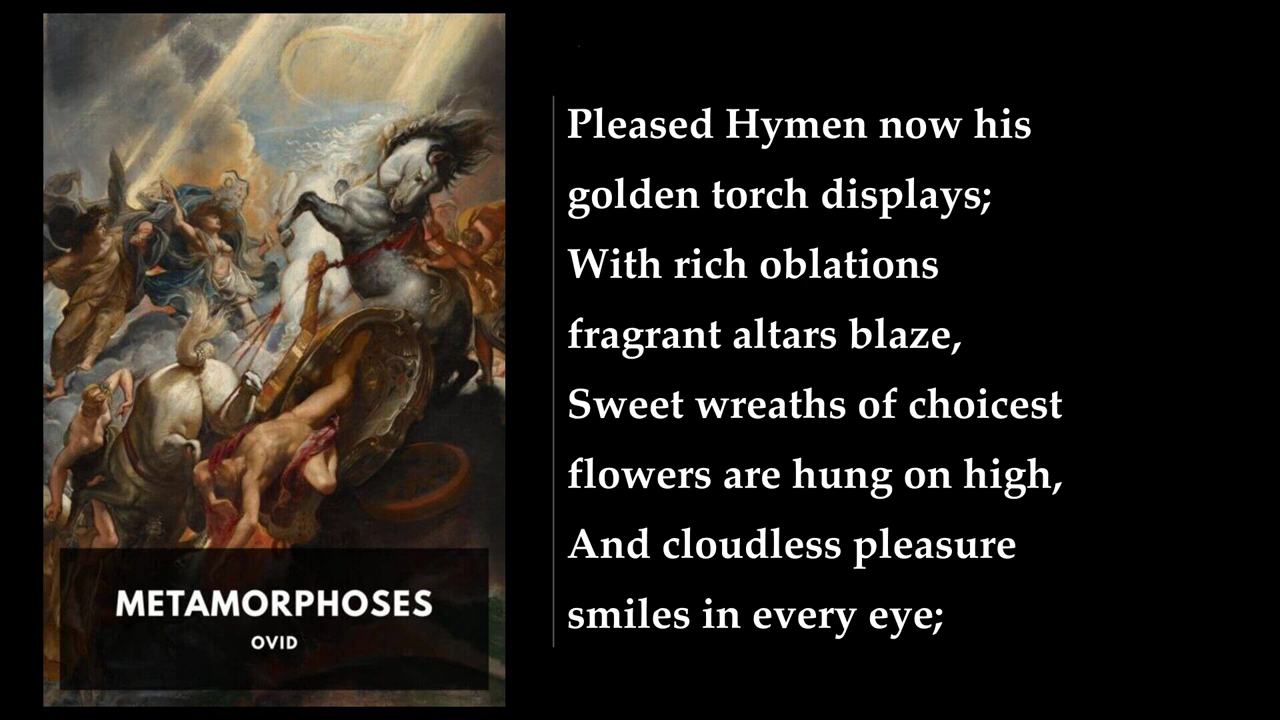 METAMORPHOSES
OVID
Pleased Hymen now his
golden torch displays;
With rich oblations
fragrant altars blaze,
Sweet wreaths of choicest
flowers are hung on high,
And cloudless pleasure
smiles in every eye;